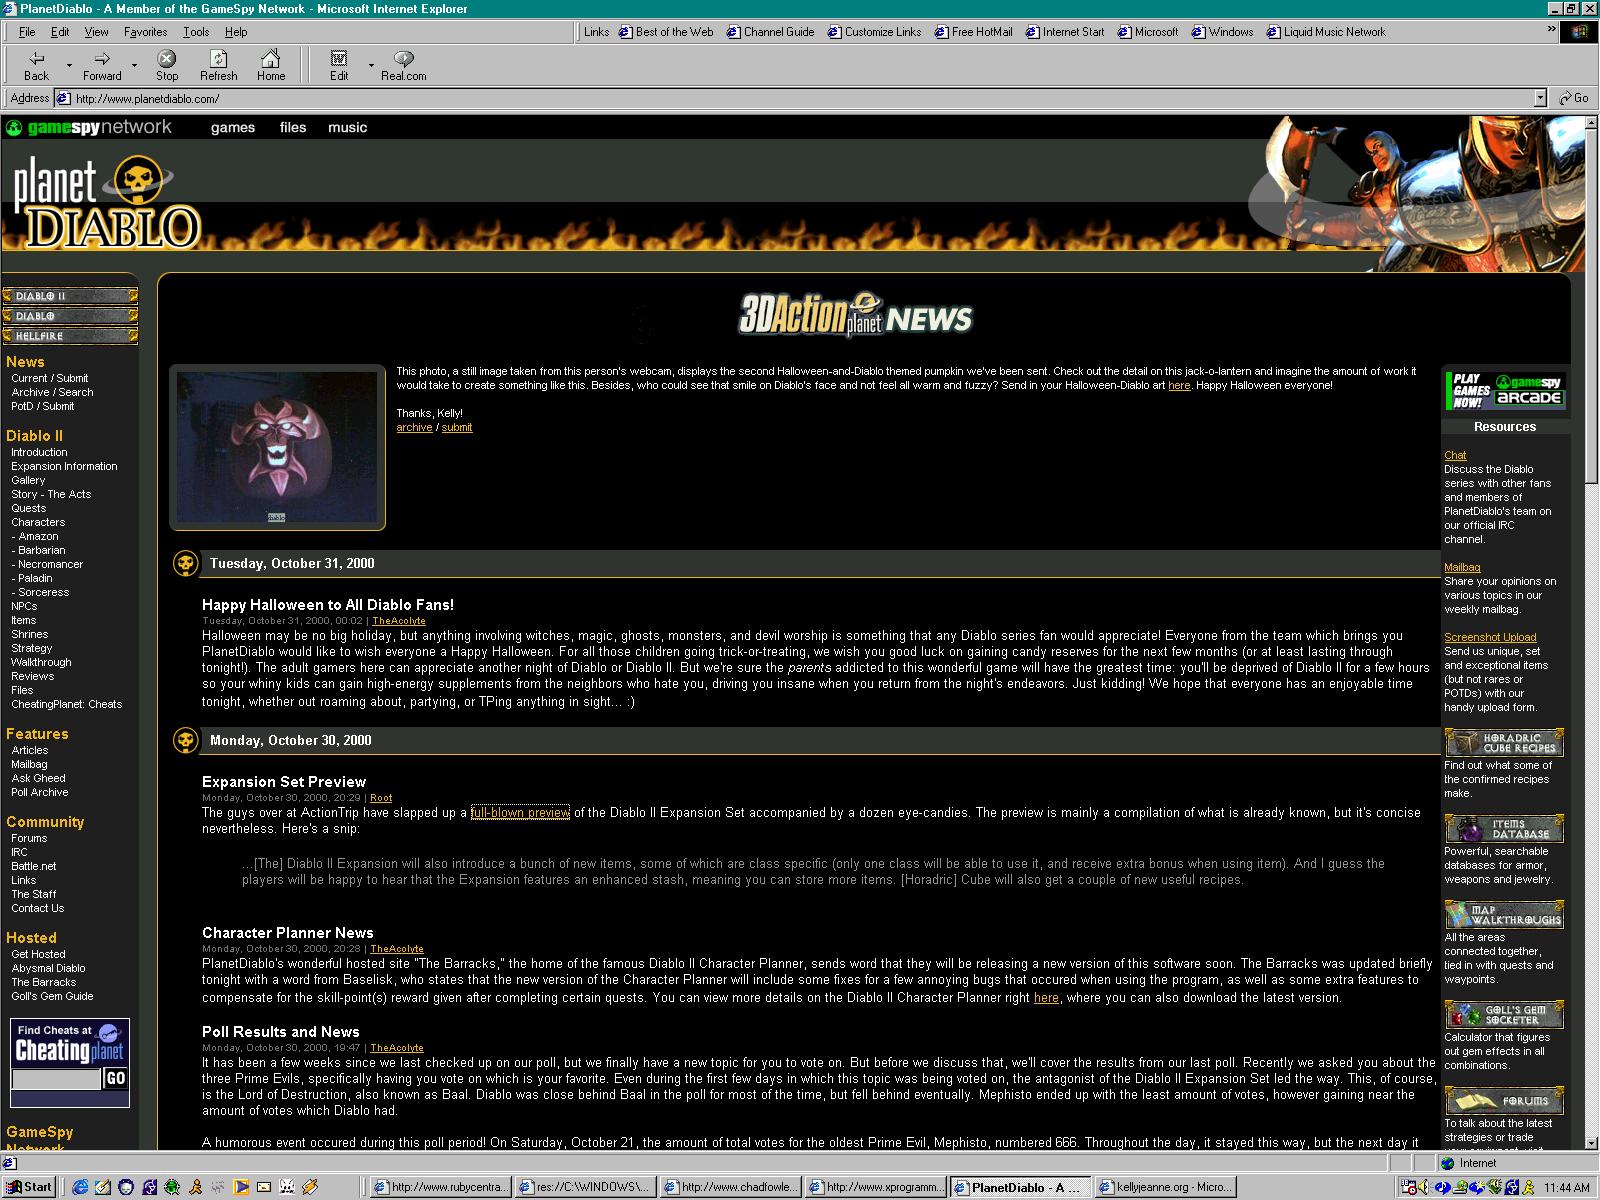 PlanetDiablo - A Member of the GameSpy Network - Microsoft Internet Explorer
File Edit View Favorites Tools Help
Links Best of the Web Channel Guide Customize Links Free HotMail Internet Start Microsoft Windows Liquid Music Network
Back Forward Stop Refresh Home Edit Real.com
Address http://www.planetdiablo.com/ Go
gamespynetwork games files music
planet
DIABLO
DIABLO II
DIABLO
HELLFIRE
News
Current / Submit
Archive / Search
PotD / Submit
Diablo II
Introduction
Expansion Information
Gallery
Story - The Acts
Quests
Characters
- Amazon
- Barbarian
- Necromancer
- Paladin
- Sorceress
NPCs
Items
Shrines
Strategy
Walkthrough
Reviews
Files
CheatingPlanet: Cheats
Features
Articles
Mailbag
Ask Gheed
Poll Archive
Community
Forums
IRC
Battle.net
Links
The Staff
Contact Us
Hosted
Get Hosted
Abysmal Diablo
The Barracks
Goll's Gem Guide
Find Cheats at
Cheating planet
GO
GameSpy
Network
3DAction planet NEWS
This photo, a still image taken from this person's webcam, displays the second Halloween-and-Diablo themed pumpkin we've been sent. Check out the detail on this jack-o-lantern and imagine the amount of work it
would take to create something like this. Besides, who could see that smile on Diablo's face and not feel all warm and fuzzy? Send in your Halloween-Diablo art here. Happy Halloween everyone!
Thanks, Kelly!
archive / submit
Tuesday, October 31, 2000
Happy Halloween to All Diablo Fans!
Tuesday, October 31, 2000, 00:02 | TheAcolyte
Halloween may be no big holiday, but anything involving witches, magic, ghosts, monsters, and devil worship is something that any Diablo series fan would appreciate! Everyone from the team which brings you
PlanetDiablo would like to wish everyone a Happy Halloween. For all those children going trick-or-treating, we wish you good luck on gaining candy reserves for the next few months (or at least lasting through
tonight!). The adult gamers here can appreciate another night of Diablo or Diablo II. But we're sure the parents addicted to this wonderful game will have the greatest time: you'll be deprived of Diablo II for a few hours
so your whiny kids can gain high-energy supplements from the neighbors who hate you, driving you insane when you return from the night's endeavors. Just kidding! We hope that everyone has an enjoyable time
tonight, whether out roaming about, partying, or TPing anything in sight... :)
Monday, October 30, 2000
Expansion Set Preview
Monday, October 30, 2000, 20:29 | Root
The guys over at ActionTrip have slapped up a full-blown preview of the Diablo II Expansion Set accompanied by a dozen eye-candies. The preview is mainly a compilation of what is already known, but it's concise
nevertheless. Here's a snip:
...[The] Diablo II Expansion will also introduce a bunch of new items, some of which are class specific (only one class will be able to use it, and receive extra bonus when using item). And I guess the
players will be happy to hear that the Expansion features an enhanced stash, meaning you can store more items. [Horadric] Cube will also get a couple of new useful recipes.
Character Planner News
Monday, October 30, 2000, 20:28 | TheAcolyte
PlanetDiablo's wonderful hosted site "The Barracks," the home of the famous Diablo II Character Planner, sends word that they will be releasing a new version of this software soon. The Barracks was updated briefly
tonight with a word from Baselisk, who states that the new version of the Character Planner will include some fixes for a few annoying bugs that occured when using the program, as well as some extra features to
compensate for the skill-point(s) reward given after completing certain quests. You can view more details on the Diablo II Character Planner right here, where you can also download the latest version.
Poll Results and News
Monday, October 30, 2000, 19:47 | TheAcolyte
It has been a few weeks since we last checked up on our poll, but we finally have a new topic for you to vote on. But before we discuss that, we'll cover the results from our last poll. Recently we asked you about the
three Prime Evils, specifically having you vote on which is your favorite. Even during the first few days in which this topic was being voted on, the antagonist of the Diablo II Expansion Set led the way. This, of course,
is the Lord of Destruction, also known as Baal. Diablo was close behind Baal in the poll for most of the time, but fell behind eventually. Mephisto ended up with the least amount of votes, however gaining near the
amount of votes which Diablo had.
A humorous event occured during this poll period! On Saturday, October 21, the amount of total votes for the oldest Prime Evil, Mephisto, numbered 666. Throughout the day, it stayed this way, but the next day it
PLAY GAMES NOW! gamespy ARCADE
Resources
Chat
Discuss the Diablo
series with other fans
and members of
PlanetDiablo's team on
our official IRC
channel.
Mailbag
Share your opinions on
various topics in our
weekly mailbag.
Screenshot Upload
Send us unique, set
and exceptional items
(but not rares or
POTDs) with our
handy upload form.
HORADRIC
CUBE RECIPES
Find out what some of
the confirmed recipes
make.
ITEMS
DATABASE
Powerful, searchable
databases for armor,
weapons and jewelry.
MAP
WALKTHROUGHS
All the areas
connected together,
tied in with quests and
waypoints.
GOLL'S GEM
SOCKETER
Calculator that figures
out gem effects in all
combinations.
FORUMS
To talk about the latest
strategies or trade
Internet
Start http://www.rubycentra... res://C:\WINDOWS\... http://www.chadfowle... http://www.xprogramm... PlanetDiablo - A ... kellyjeanne.org - Micro... 11:44 AM